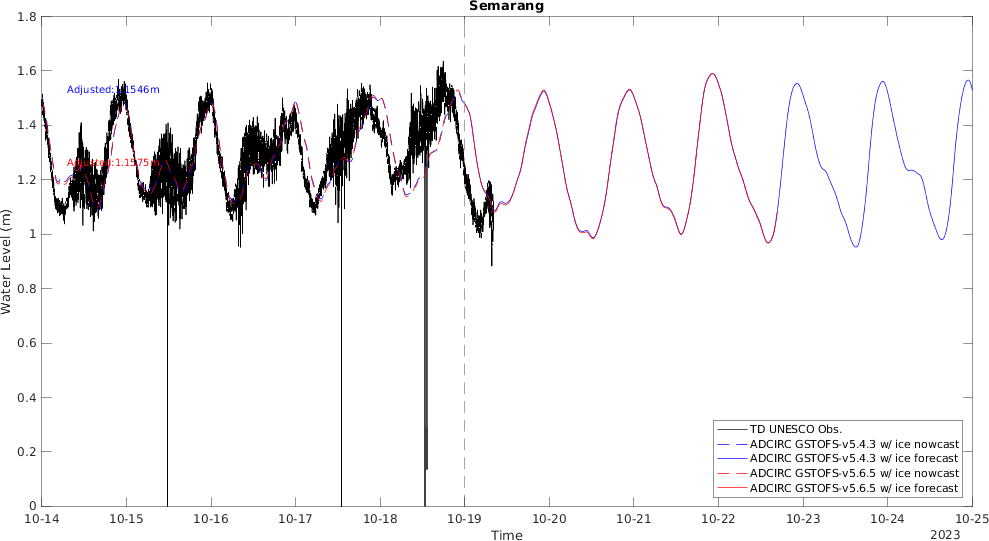 Semarang
1.8
1.6
1.4
1.2
1
0.8
0.6
0.4
0.2
0
Water Level (m)
Adjusted:1.1546m
Adjusted:1.1575m
TD UNESCO Obs.
ADCIRC GSTOFS-v5.4.3 w/ ice nowcast
ADCIRC GSTOFS-v5.4.3 w/ ice forecast
ADCIRC GSTOFS-v5.6.5 w/ ice nowcast
ADCIRC GSTOFS-v5.6.5 w/ ice forecast
10-14 10-15 10-16 10-17 10-18 10-19 10-20 10-21 10-22 10-23 10-24 10-25
Time
2023